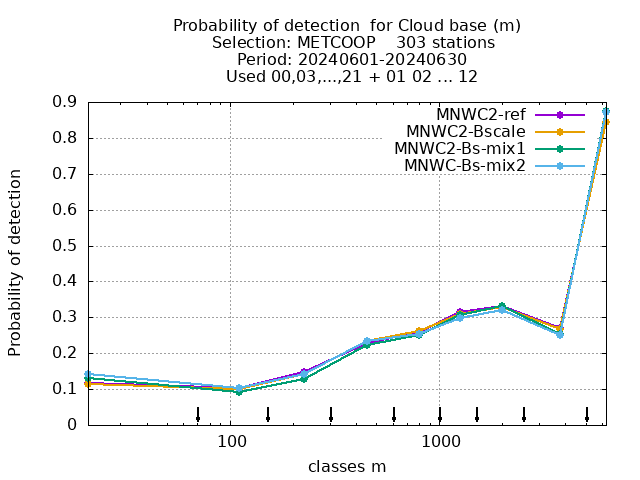 Probability of detection  for Cloud base (m)
Selection: METCOOP    303 stations
Period: 20240601-20240630
Used 00,03,...,21 + 01 02 ... 12
MNWC2-ref
MNWC2-Bscale
MNWC2-Bs-mix1
MNWC-Bs-mix2
Probability of detection
0.9
0.8
0.7
0.6
0.5
0.4
0.3
0.2
0.1
0
100 1000
classes m